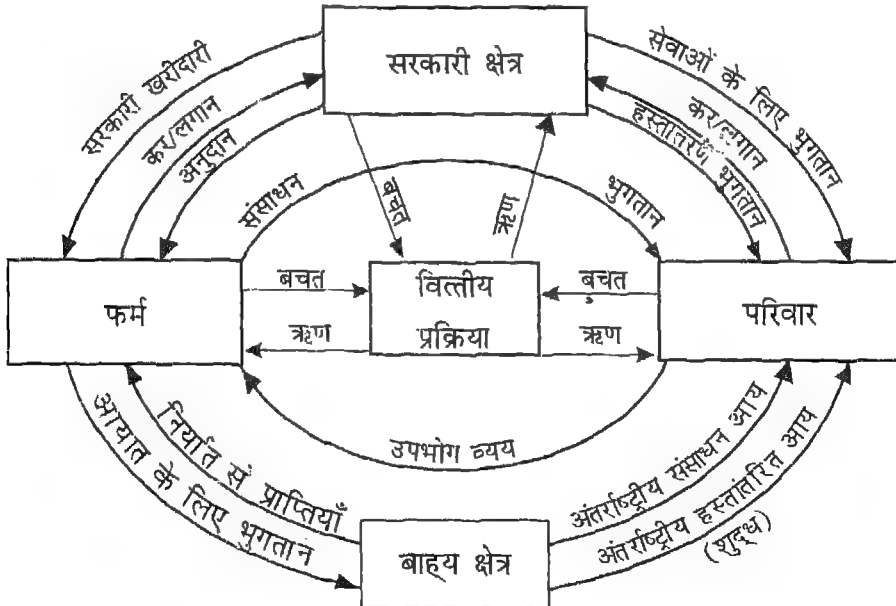 सरकारी क्षेत्र
सरकारी खरीदारी
कर/लगान
अनुदान
सेवाओं के लिए भुगतान
कर/लगान
हस्तांतरण भुगतान
संसाधन
भुगतान
बचत
ऋण
फर्म
बचत
वित्तीय
प्रक्रिया
बचत
परिवार
ऋण
ऋण
उपभोग व्यय
निर्यात से प्राप्तियाँ
आयात के लिए भुगतान
अंतर्राष्ट्रीय संसाधन आय
अंतर्राष्ट्रीय हस्तांतरित आय
(शुद्ध)
बाह्य क्षेत्र